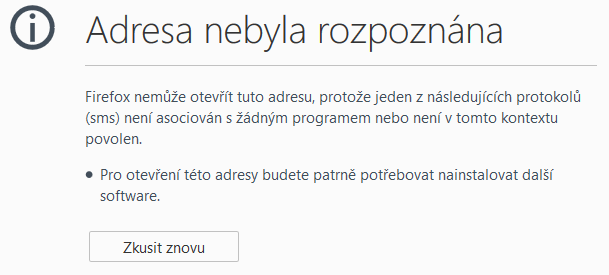 Adresa nebyla rozpoznána
Firefox nemůže otevřít tuto adresu, protože jeden z následujících protokolů
(sms) není asociován s žádným programem nebo není v tomto kontextu
povolen.
Pro otevření této adresy budete patrně potřebovat nainstalovat další
software.
Zkusit znovu